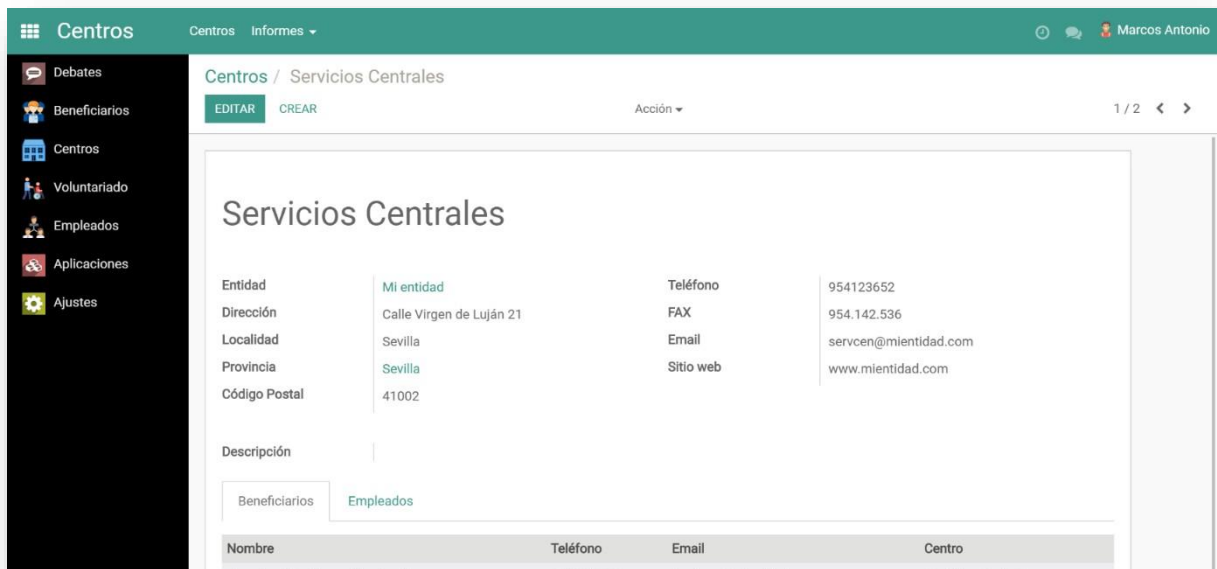 Centros
Centros Informes
Marcos Antonio
Debates
Beneficiarios
Centros
Voluntariado
Empleados
Aplicaciones
Ajustes
Centros / Servicios Centrales
EDITAR CREAR
Acción
1 / 2
Servicios Centrales
Entidad Mi entidad
Dirección Calle Virgen de Luján 21
Localidad Sevilla
Provincia Sevilla
Código Postal 41002
Teléfono 954123652
FAX 954.142.536
Email servcen@mientidad.com
Sitio web www.mientidad.com
Descripción
Beneficiarios Empleados
Nombre Teléfono Email Centro